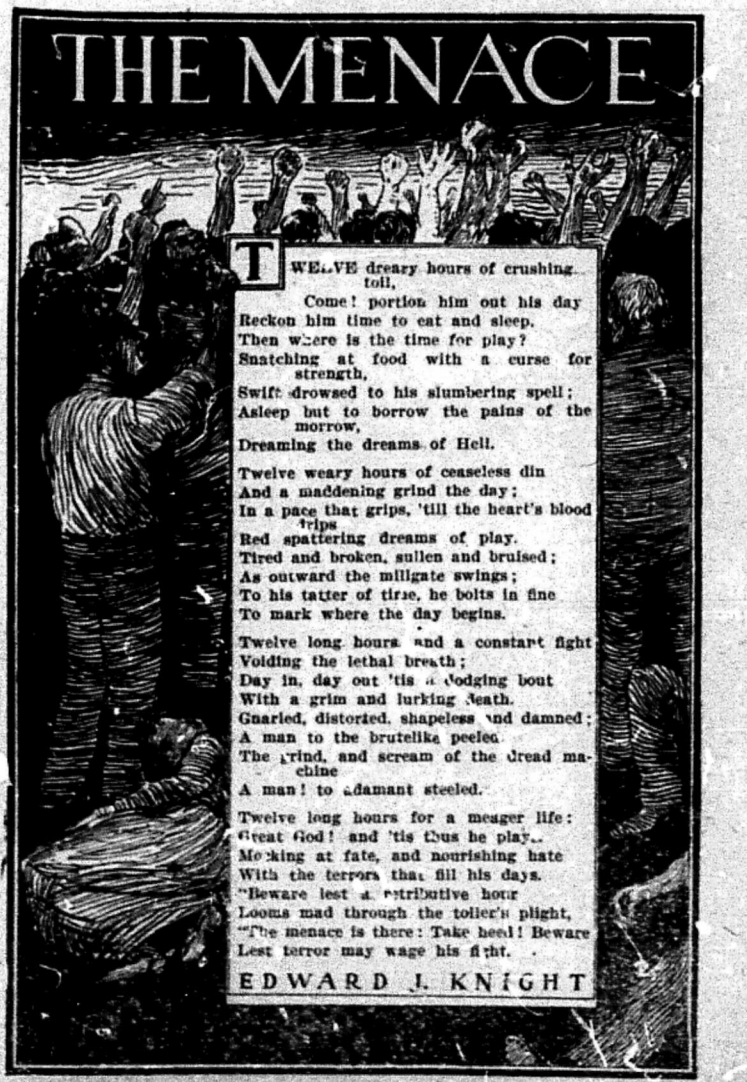 THE MENACE
TWELVE dreary hours of crushing
toil,
Come! portion him out his day
Reckon him time to eat and sleep,
Then where is the time for play?
Snatching at food with a curse for
strength,
Swift drowsed to his slumbering spell;
Asleep but to borrow the pains of the
morrow,
Dreaming the dreams of Hell.
Twelve weary hours of ceaseless din
And a maddening grind the day;
In a pace that grips, 'till the heart's blood
drips
Red spattering dreams of play.
Tired and broken, sullen and bruised;
As outward the millgate swings;
To his tatter of time, he bolts in fine
To mark where the day begins.
Twelve long hours and a constant fight
Voiding the lethal breath;
Day in, day out 'tis a dodging bout
With a grim and lurking death.
Gnarled, distorted, shapeless and damned;
A man to the brutelike peeled
The grind, and scream of the dread ma-
chine
A man! to adamant steeled.
Twelve long hours for a meager life:
Great God! and 'tis thus he plays.
Mocking at fate, and nourishing hate
With the terrors that fill his days.
"Beware lest a retributive hour
Looms mad through the toiler's plight,
"The menace is there: Take heed! Beware
Lest terror may wage his fight.
EDWARD J. KNIGHT